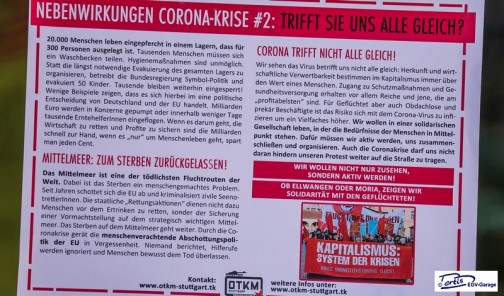 NEBENWIRKUNGEN CORONA-KRISE #2: TRIFFT SIE UNS ALLE GLEICH?
20.000 Menschen leben eingepfercht in einem Lagern, dass für
300 Personen ausgelegt ist. Tausenden Menschen müssen sich
ein Waschbecken teilen, Hygienemaßnahmen sind unmöglich.
Statt die längst notwendige Evakuierung des gesamten Lagers zu
organisieren, betreibt die Bundesregierung Symbol-Politik und
evakuiert 50 Kinder. Tausende bleiben weiterhin eingesperrt!
Wenige Beispiele zeigen, dass es hier um eine politische
Entscheidung von Deutschland und der EU handelt. Milliarden
Euro werden in Konzerne gepumpt oder innerhalb weniger Tage
tausende ErntehelferInnen eingeflogen. Wenn es darum geht, die
Wirtschaft zu retten und Profite zu sichern sind die Milliarden
schnell zur Hand, wenn es „nur" um Menschenleben geht, spart
man jeden Cent.
MITTELMEER: ZUM STERBEN ZURÜCKGELASSEN!
Das Mittelmeer ist eine der tödlichsten Fluchtrouten der
Welt. Dabei ist das Sterben ein menschengemachtes Problem.
Seit Jahren schottet sich die EU ab und kriminalisiert zivile Seeno-
tretterInnen. Die staatliche „Rettungsaktionen" dienen nicht dazu
Menschen vor dem Ertrinken zu retten, sondern der Sicherung
einer Vormachtstellung auf dem strategisch wichtigen Mittel-
meer. Das Sterben auf dem Mittelmeer geht weiter. Durch die Co-
ronakrise gerät die menschenverachtende Abschottungspoli-
tik der EU in Vergessenheit. Niemand berichtet, Hilferufe
werden ignoriert und Menschen bewusst dem Tod überlassen.
CORONA TRIFFT NICHT ALLE GLEICH!
Wir sehen das Virus betrifft uns nicht alle gleich: Herkunft und wirt-
schaftliche Verwertbarkeit bestimmen im Kapitalismus immer über
den Wert eines Menschen. Zugang zu Schutzmaßnahmen und Ge-
sundheitsversorgung erhalten vor allem Reiche und jene, die am
„profitabelsten" sind. Für Geflüchtet aber auch Obdachlose und
prekär Beschäftigte ist das Risiko sich mit dem Corona-Virus zu infi-
zieren um ein Vielfaches höher. Wir wollen in einer solidarischen
Gesellschaft leben, in der die Bedürfnisse der Menschen in Mittel-
punkt stehen. Dafür müssen wir aktiv werden, uns zusammen-
schließen und organisieren. Auch die Coronakrise darf uns nicht
daran hindern unseren Protest weiter auf die Straße zu tragen.
WIR WOLLEN NICHT NUR ZUSEHEN,
SONDERN AKTIV WERDEN!
OB ELLWANGEN ODER MORIA, ZEIGEN WIR
SOLIDARITÄT MIT DEN GEFLÜCHTETEN!
KAPITALISMUS:
SYSTEM DER KRISEN
Kontakt:
www.otkm-stuttgart.tk
OTKM
weitere Infos unter:
www.otkm-stuttgart.tk
EDV-Garage